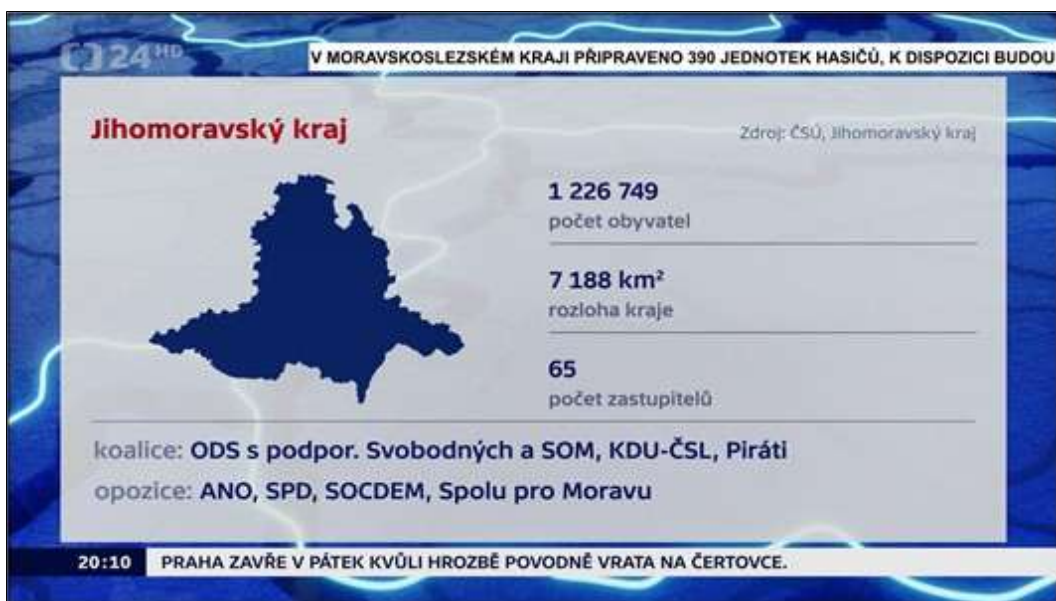 24 HD
V MORAVSKOSLEZSKÉM KRAJI PŘIPRAVENO 390 JEDNOTEK HASIČŮ, K DISPOZICI BUDOU
Jihomoravský kraj
Zdroj: ČSÚ, Jihomoravský kraj
1 226 749
počet obyvatel
7 188 km²
rozloha kraje
65
počet zastupitelů
koalice: ODS s podpor. Svobodných a SOM, KDU-ČSL, Piráti
opozice: ANO, SPD, SOCDEM, Spolu pro Moravu
20:10 PRAHA ZAVŘE V PÁTEK KVŮLI HROZBĚ POVODNĚ VRATA NA ČERTOVCE.